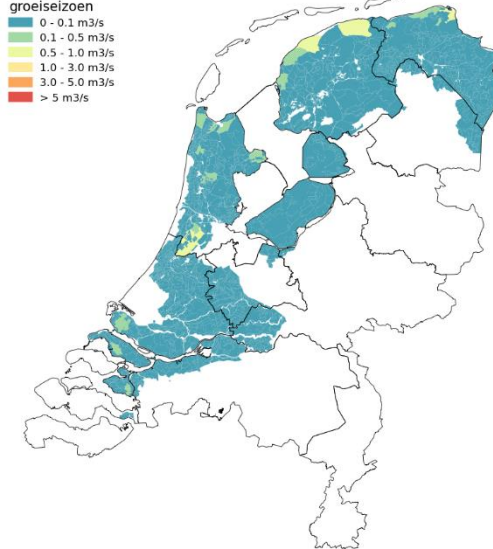 groeiseizoen
0 - 0.1 m3/s
0.1 - 0.5 m3/s
0.5 - 1.0 m3/s
1.0 - 3.0 m3/s
3.0 - 5.0 m3/s
> 5 m3/s